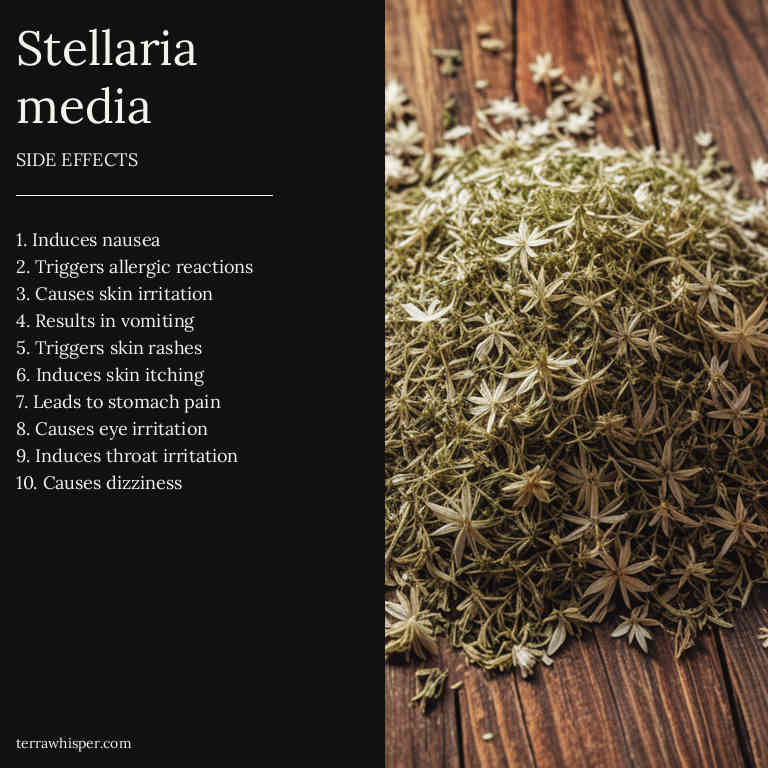 Stellaria
media
SIDE EFFECTS
1. Induces nausea
2. Triggers allergic reactions
3. Causes skin irritation
4. Results in vomiting
5. Triggers skin rashes
6. Induces skin itching
7. Leads to stomach pain
8. Causes eye irritation
9. Induces throat irritation
10. Causes dizziness
terrawhisper.com